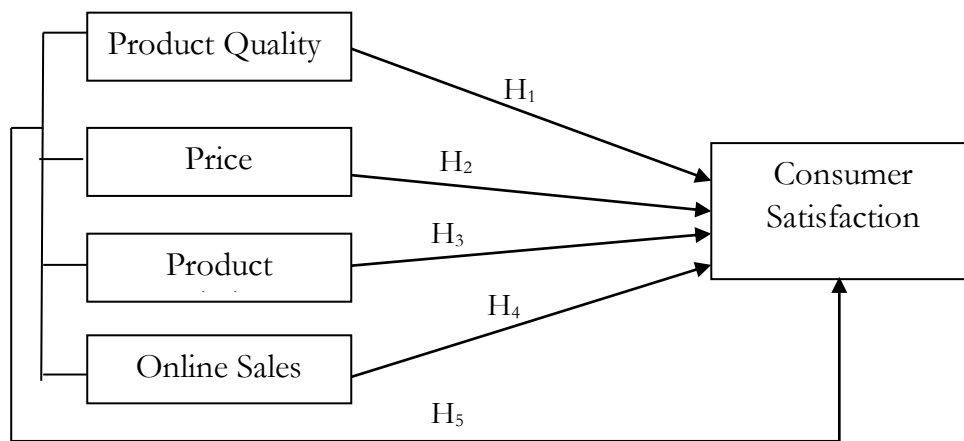 Product Quality
H₁
Price
H₂
Consumer
Satisfaction
H₃
Product
H₄
Online Sales
H₅